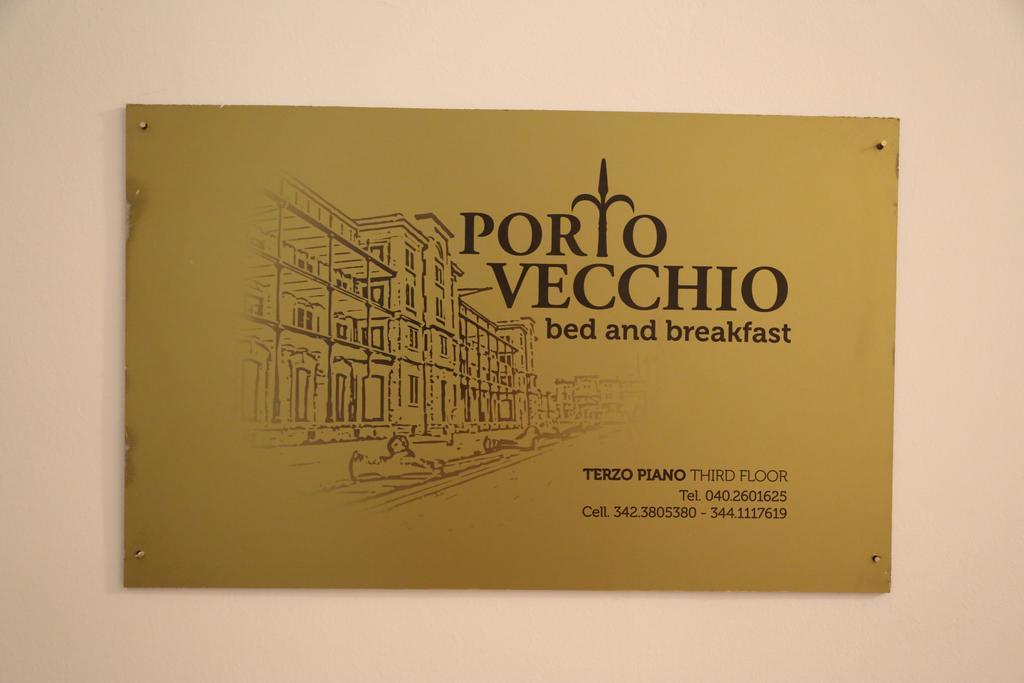 PORTO
VECCHIO
bed and breakfast
TERZO PIANO THIRD FLOOR
Tel. 040.2601625
Cell. 342.3805380 - 344.1117619